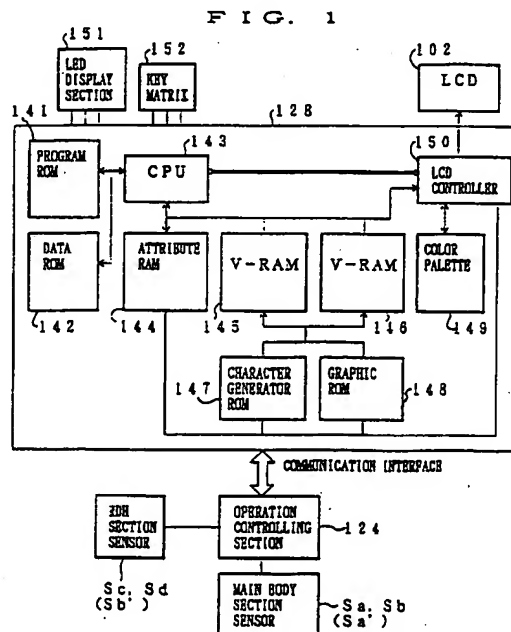 FIG. 1
151
LED DISPLAY SECTION
152
KEY MATRIX
102
LCD
141
128
143
150
PROGRAM ROM
CPU
LCD CONTROLLER
DATA ROM
ATTRIBUTE RAM
V-RAM
V-RAM
COLOR PALETTE
142
144
145
146
149
147
CHARACTER GENERATOR ROM
GRAPHIC ROM
148
COMMUNICATION INTERFACE
SECTION SENSOR
OPERATION CONTROLLING SECTION
124
Sc, Sd
(Sb')
MAIN BODY SECTION SENSOR
Sa, Sb
(Sa')